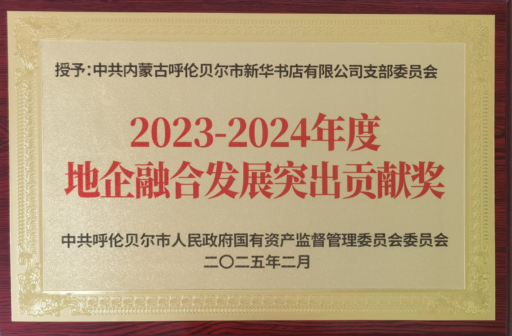 授予：中共内蒙古呼伦贝尔市新华书店有限公司支部委员会
2023-2024年度
地企融合发展突出贡献奖
中共呼伦贝尔市人民政府国有资产监督管理委员会委员会
二〇二五年二月